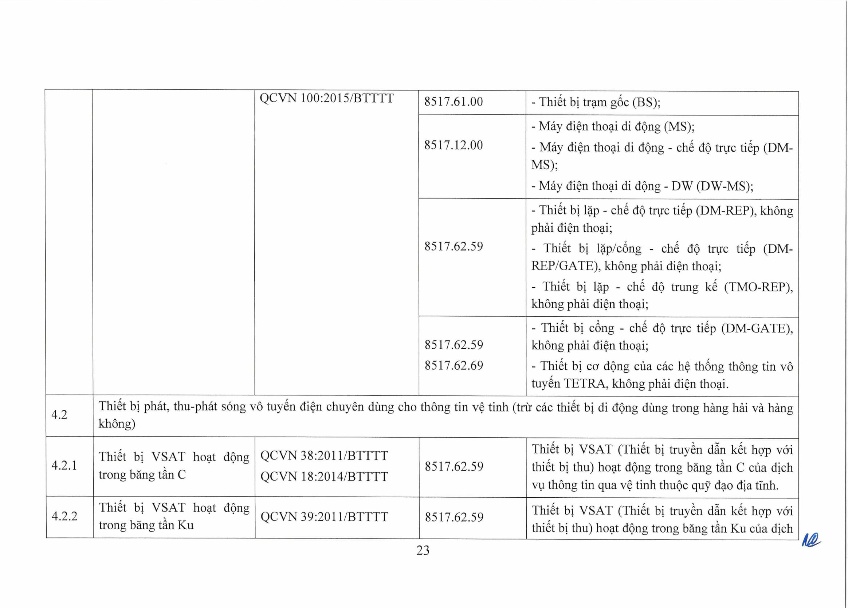 QCVN 100:2015/BTTTT
8517.61.00
- Thiết bị trạm gốc (BS);
8517.12.00
- Máy điện thoại di động (MS);
- Máy điện thoại di động - chế độ trực tiếp (DM-
MS);
- Máy điện thoại di động - DW (DW-MS);
8517.62.59
- Thiết bị lặp - chế độ trực tiếp (DM-REP), không
phải điện thoại;
- Thiết bị lặp/cổng - chế độ trực tiếp (DM-
REP/GATE), không phải điện thoại;
- Thiết bị lặp - chế độ trung kế (TMO-REP),
không phải điện thoại;
8517.62.59
8517.62.69
- Thiết bị cổng - chế độ trực tiếp (DM-GATE),
không phải điện thoại;
- Thiết bị cơ động của các hệ thống thông tin vô
tuyến TETRA, không phải điện thoại.
4.2
Thiết bị phát, thu-phát sóng vô tuyến điện chuyên dùng cho thông tin vệ tinh (trừ các thiết bị di động dùng trong hàng hải và hàng
không)
4.2.1
Thiết bị VSAT hoạt động
trong băng tần C
QCVN 38:2011/BTTTT
QCVN 18:2014/BTTTT
8517.62.59
Thiết bị VSAT (Thiết bị truyền dẫn kết hợp với
thiết bị thu) hoạt động trong băng tần C của dịch
vụ thông tin qua vệ tinh thuộc quỹ đạo địa tĩnh.
4.2.2
Thiết bị VSAT hoạt động
trong băng tần Ku
QCVN 39:2011/BTTTT
8517.62.59
Thiết bị VSAT (Thiết bị truyền dẫn kết hợp với
thiết bị thu) hoạt động trong băng tần Ku của dịch
23